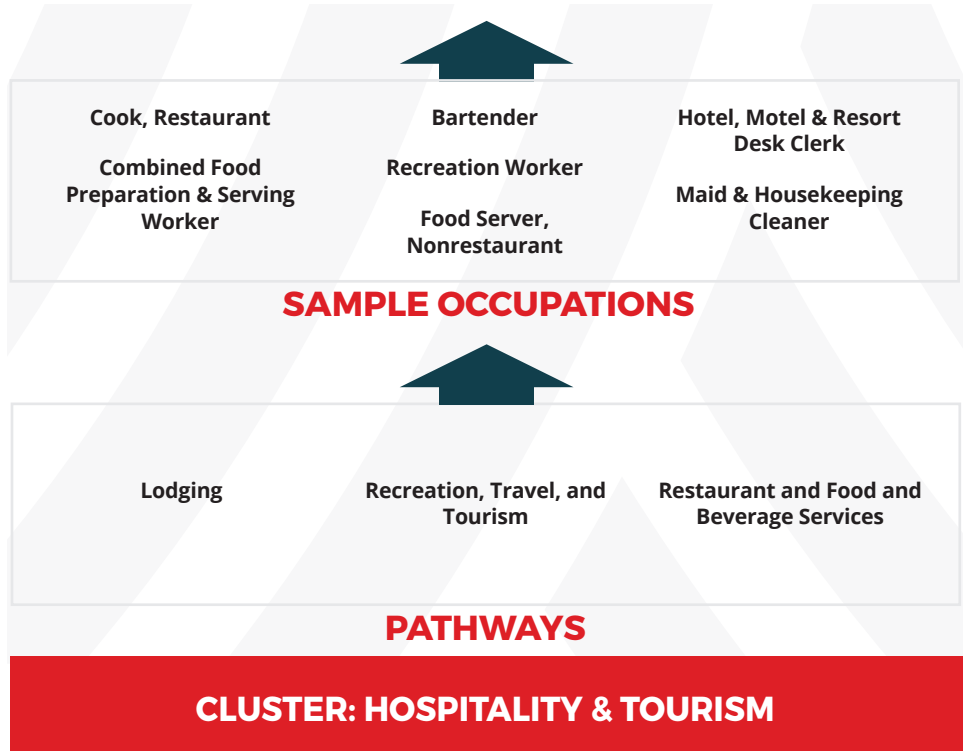 Cook, Restaurant
Combined Food
Preparation & Serving
Worker
Bartender
Recreation Worker
Food Server,
Nonrestaurant
Hotel, Motel & Resort
Desk Clerk
Maid & Housekeeping
Cleaner
SAMPLE OCCUPATIONS
Lodging
Recreation, Travel, and
Tourism
Restaurant and Food and
Beverage Services
PATHWAYS
CLUSTER: HOSPITALITY & TOURISM